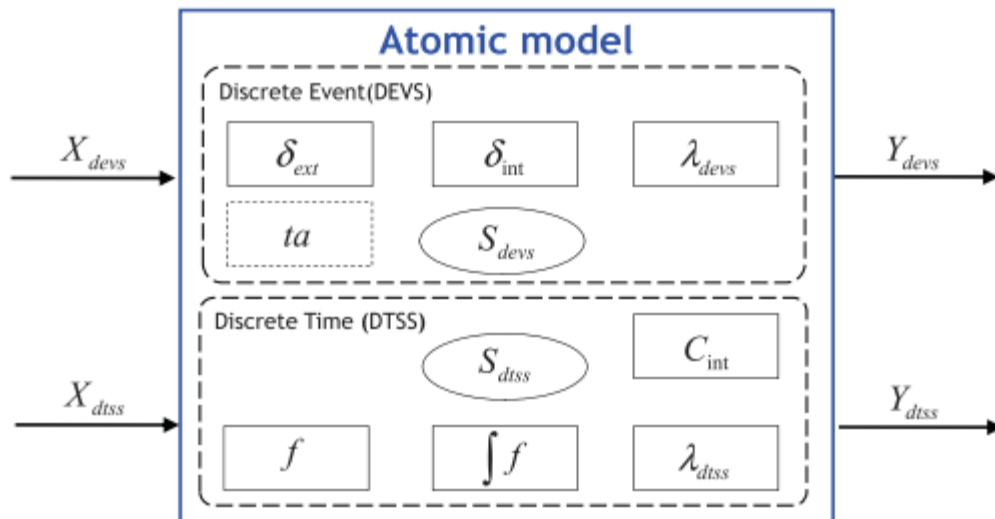 Atomic model
Discrete Event(DEVS)
X_devs
δ_ext
δ_int
λ_devs
Y_devs
ta
S_devs
Discrete Time (DTSS)
S_dtss
C_int
X_dtss
Y_dtss
f
∫ f
λ_dtss